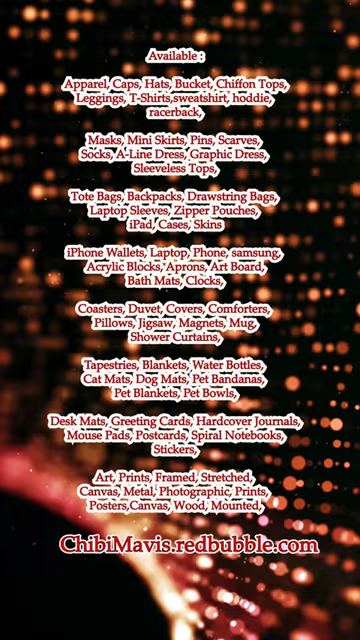 Available :
Apparel, Caps, Hats, Bucket, Chiffon Tops,
Leggings, T-Shirts,sweatshirt, hoddie,
racerback,
Masks, Mini Skirts, Pins, Scarves,
Socks, A-Line Dress, Graphic Dress,
Sleeveless Tops,
Tote Bags, Backpacks, Drawstring Bags,
Laptop Sleeves, Zipper Pouches,
iPad, Cases, Skins
iPhone Wallets, Laptop, Phone, samsung,
Acrylic Blocks, Aprons, Art Board,
Bath Mats, Clocks,
Coasters, Duvet, Covers, Comforters,
Pillows, Jigsaw, Magnets, Mug,
Shower Curtains,
Tapestries, Blankets, Water Bottles,
Cat Mats, Dog Mats, Pet Bandanas,
Pet Blankets, Pet Bowls,
Desk Mats, Greeting Cards, Hardcover Journals,
Mouse Pads, Postcards, Spiral Notebooks,
Stickers,
Art, Prints, Framed, Stretched,
Canvas, Metal, Photographic, Prints,
Posters,Canvas, Wood, Mounted,
ChibiMavis.redbubble.com